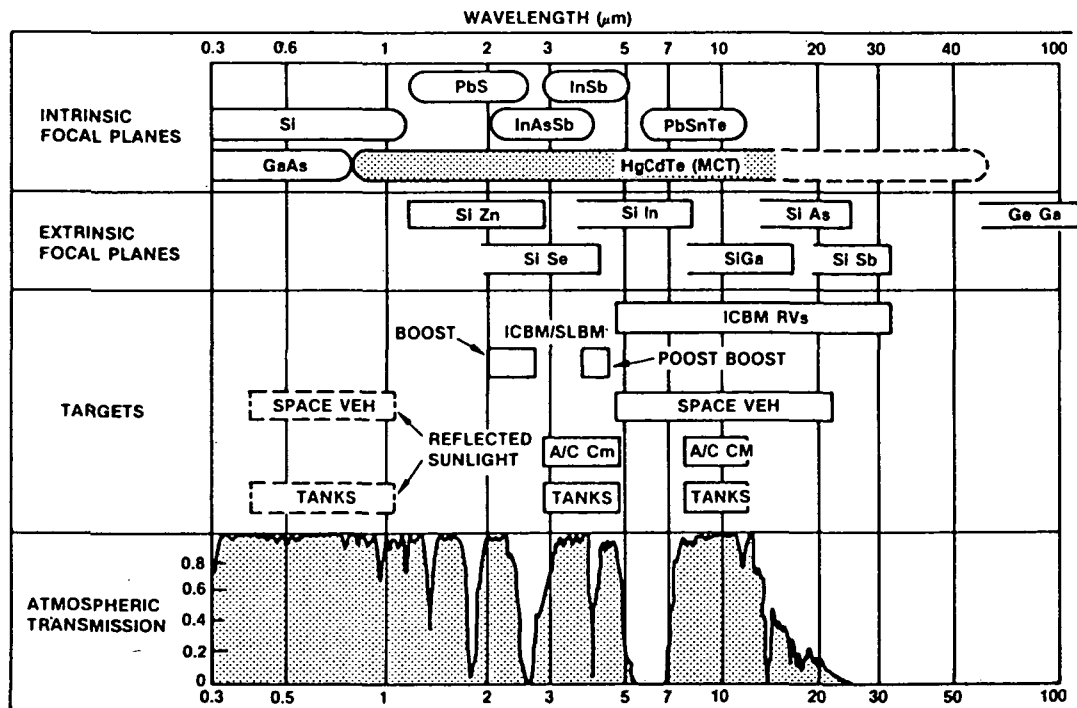 WAVELENGTH (μm)
0.3 0.6 1 2 3 5 7 10 20 30 40 100
INTRINSIC
FOCAL PLANES
PbS InSb
Si InAsSb PbSnTe
GaAs HgCdTe (MCT)
EXTRINSIC
FOCAL PLANES
Si Zn Si In Si As Ge Ga
Si Se SiGa Si Sb
TARGETS
ICBM RVs
BOOST ICBM/SLBM
POOST BOOST
SPACE VEH SPACE VEH
REFLECTED
SUNLIGHT
A/C Cm A/C CM
TANKS TANKS TANKS
ATMOSPHERIC
TRANSMISSION
0.8
0.6
0.4
0.2
0
0.3 0.5 1 2 3 5 7 10 20 30 50 100